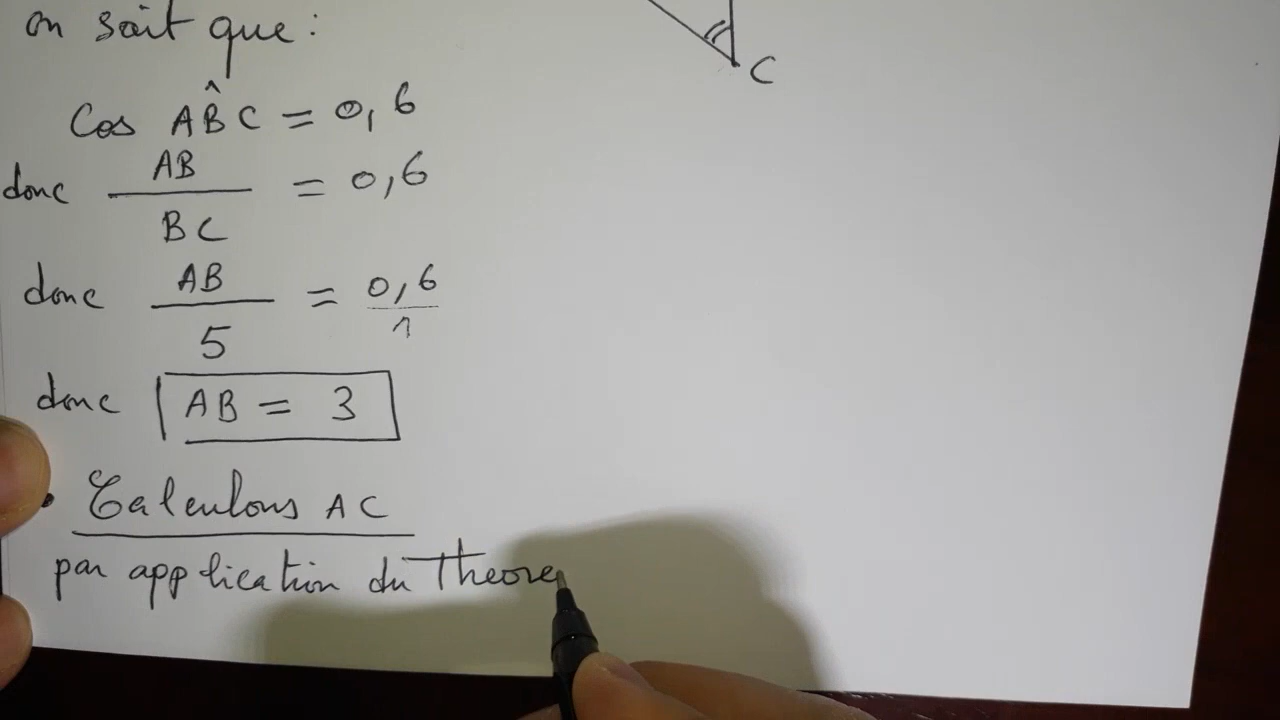 on sait que :
C
Cos AB̂C = 0,6
donc AB/BC = 0,6
donc AB/5 = 0,6/1
donc AB = 3
• Calculons AC
par application du Theore